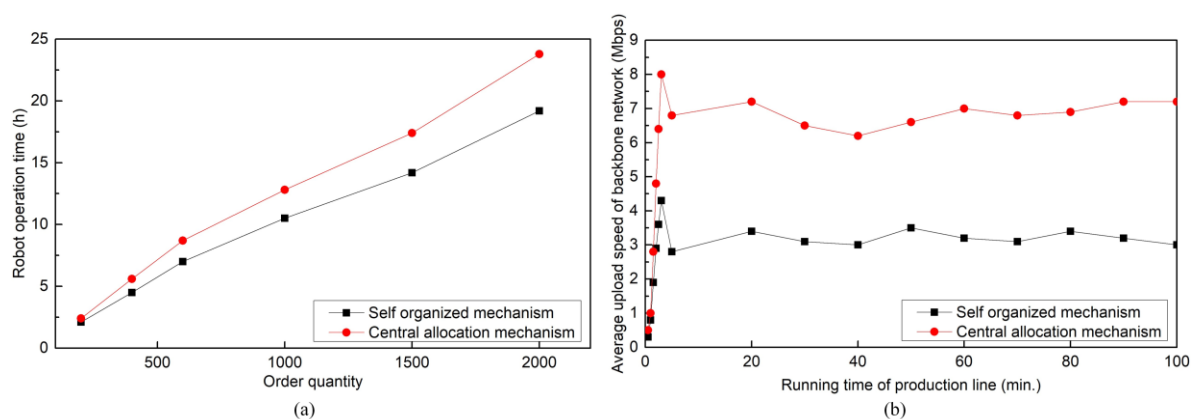 25
20
15
10
5
0
Robot operation time (h)
500
1000
1500
2000
Order quantity
Self organized mechanism
Central allocation mechanism
(a)
9
8
7
6
5
4
3
2
1
0
Average upload speed of backbone network (Mbps)
0
20
40
60
80
100
Running time of production line (min.)
Self organized mechanism
Central allocation mechanism
(b)